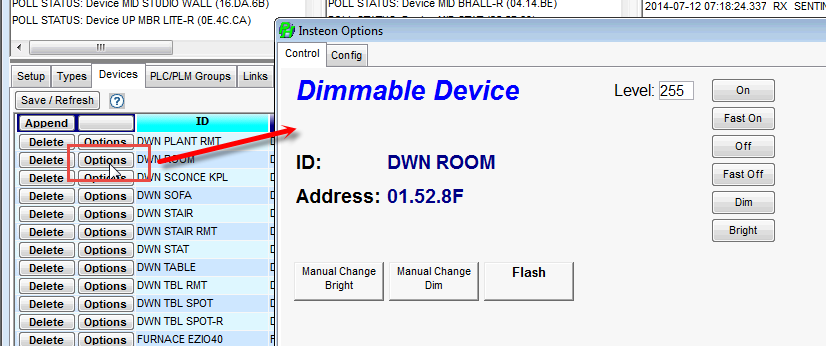 POLL STATUS: Device MID STUDIO WALL (16.DA.6B)
POLL STATUS: Device UP MBR LITE-R (0E.4C.CA)
POLL STATUS: Device MID BHALL-R (04.14.BE)
2014-07-12 07:18:24.337 RX SENTIN
Setup Types Devices PLC/PLM Groups Links
Save / Refresh ?
Append ID
Delete Options DWN PLANT RMT
Delete Options DWN ROOM
Delete Options DWN SCONCE KPL
Delete Options DWN SOFA
Delete Options DWN STAIR
Delete Options DWN STAIR RMT
Delete Options DWN STAT
Delete Options DWN TABLE
Delete Options DWN TBL RMT
Delete Options DWN TBL SPOT
Delete Options DWN TBL SPOT-R
Delete Options FURNACE EZIO40
Insteon Options
Control Config
Dimmable Device
Level: 255
On
Fast On
Off
Fast Off
Dim
Bright
ID: DWN ROOM
Address: 01.52.8F
Manual Change Bright
Manual Change Dim
Flash